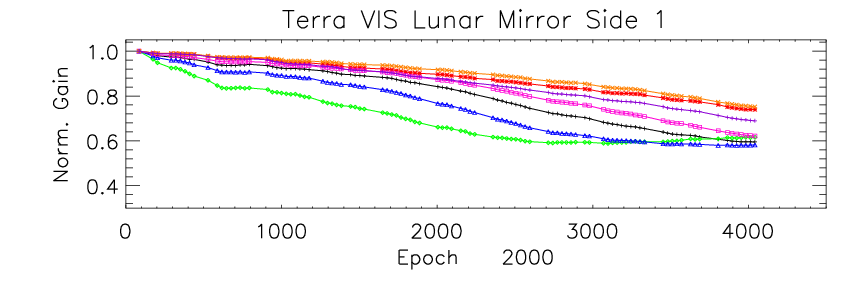 Terra VIS Lunar Mirror Side 1
Norm. Gain
1.0
0.8
0.6
0.4
0 1000 2000 3000 4000
Epoch 2000